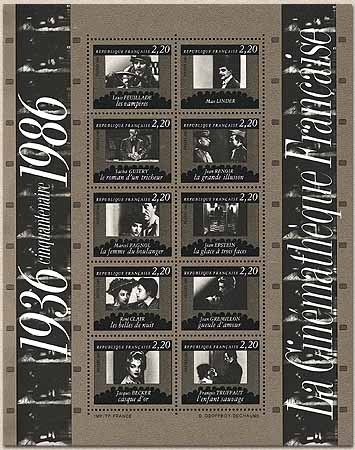 1936 cinquantenaire 1986
La Cinémathèque Française
REPUBLIQUE FRANÇAISE 2,20
Louis FEUILLADE
les vampires
REPUBLIQUE FRANÇAISE 2,20
Max LINDER
REPUBLIQUE FRANÇAISE 2,20
Sacha GUITRY
le roman d'un tricheur
REPUBLIQUE FRANÇAISE 2,20
Jean RENOIR
la grande illusion
REPUBLIQUE FRANÇAISE 2,20
Marcel PAGNOL
la femme du boulanger
REPUBLIQUE FRANÇAISE 2,20
Jean EPSTEIN
la glace à trois faces
REPUBLIQUE FRANÇAISE 2,20
René CLAIR
les belles de nuit
REPUBLIQUE FRANÇAISE 2,20
Jean GREMILLON
gueule d'amour
REPUBLIQUE FRANÇAISE 2,20
Jacques BECKER
casque d'or
REPUBLIQUE FRANÇAISE 2,20
François TRUFFAUT
l'enfant sauvage
IMP. TP. FRANCE
D. GEOFFROY-DECHAUME